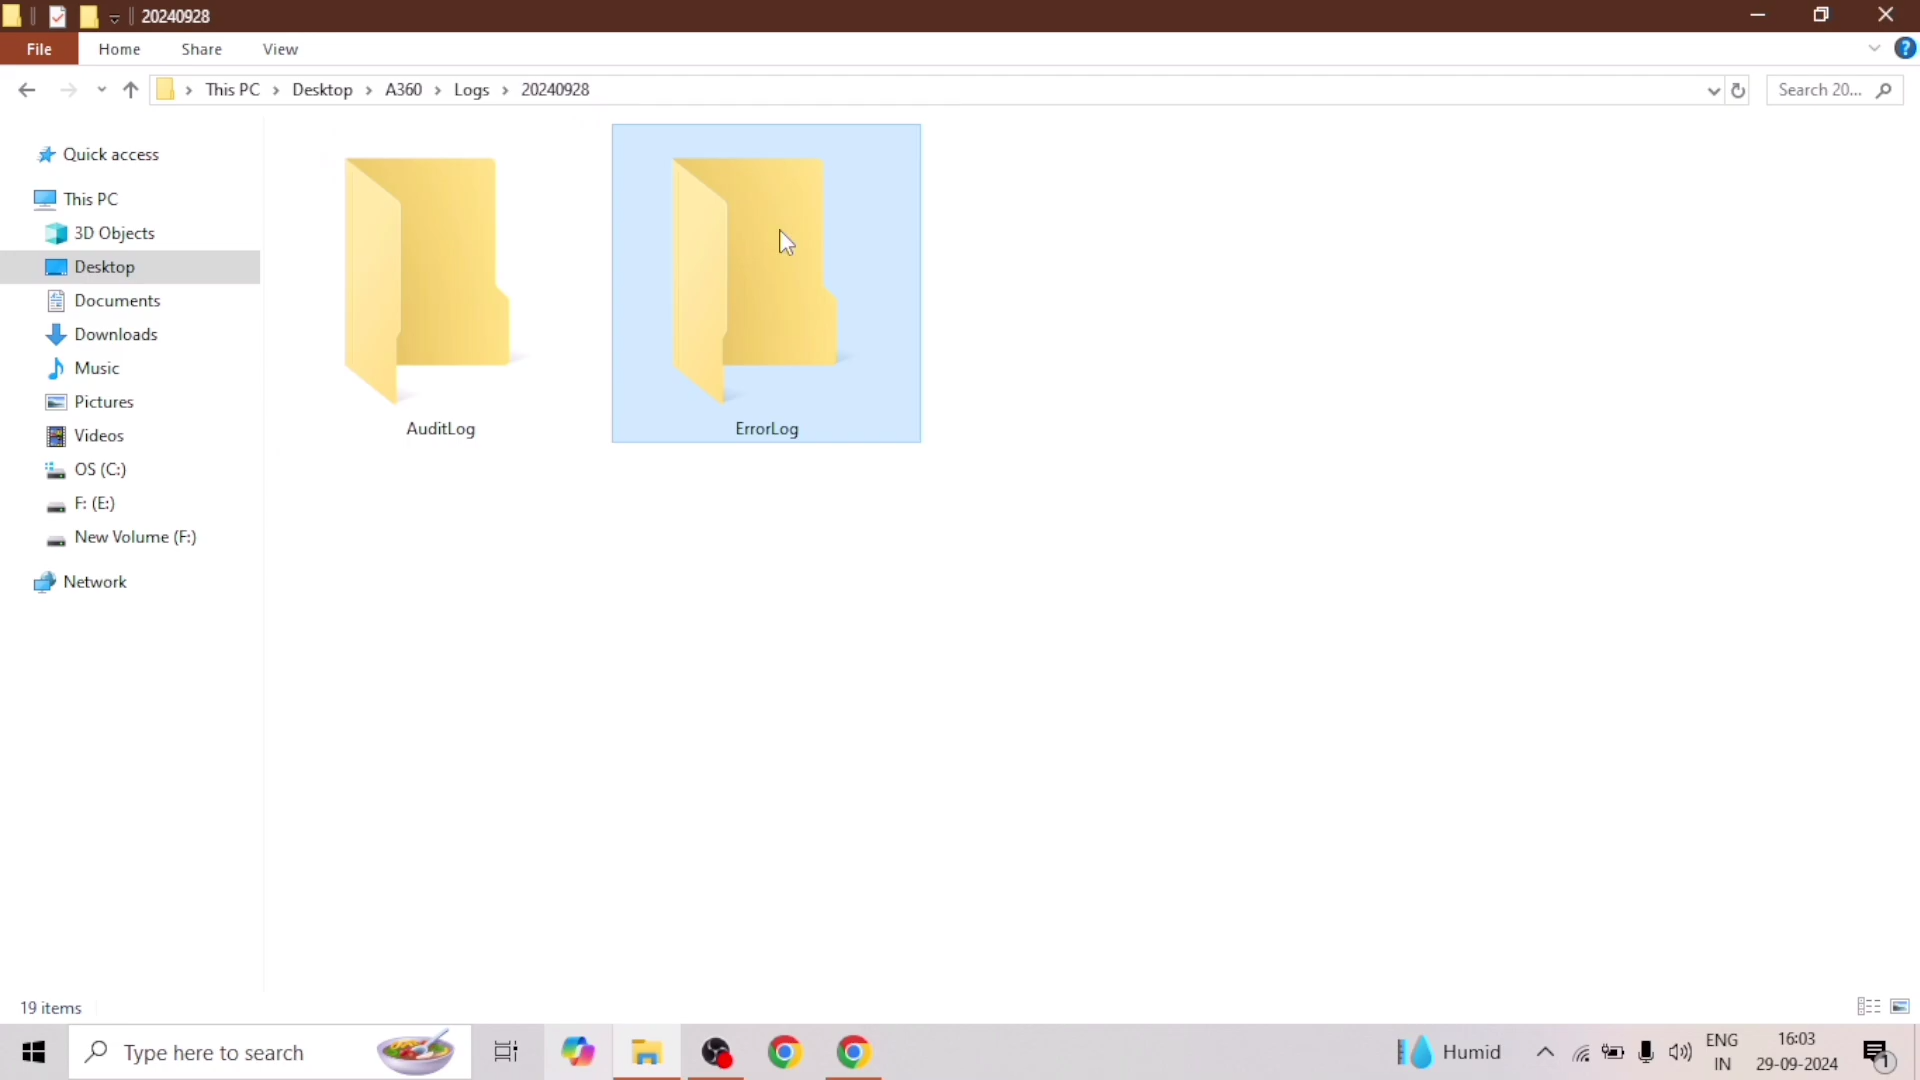 20240928
File Home Share View
This PC Desktop A360 Logs 20240928 Search 20...
Quick access
This PC
3D Objects
Desktop
Documents
Downloads
Music
Pictures
Videos
OS (C:)
F: (E:)
New Volume (F:)
Network
AuditLog ErrorLog
19 items
Type here to search Humid ENG 16:03
IN 29-09-2024 1